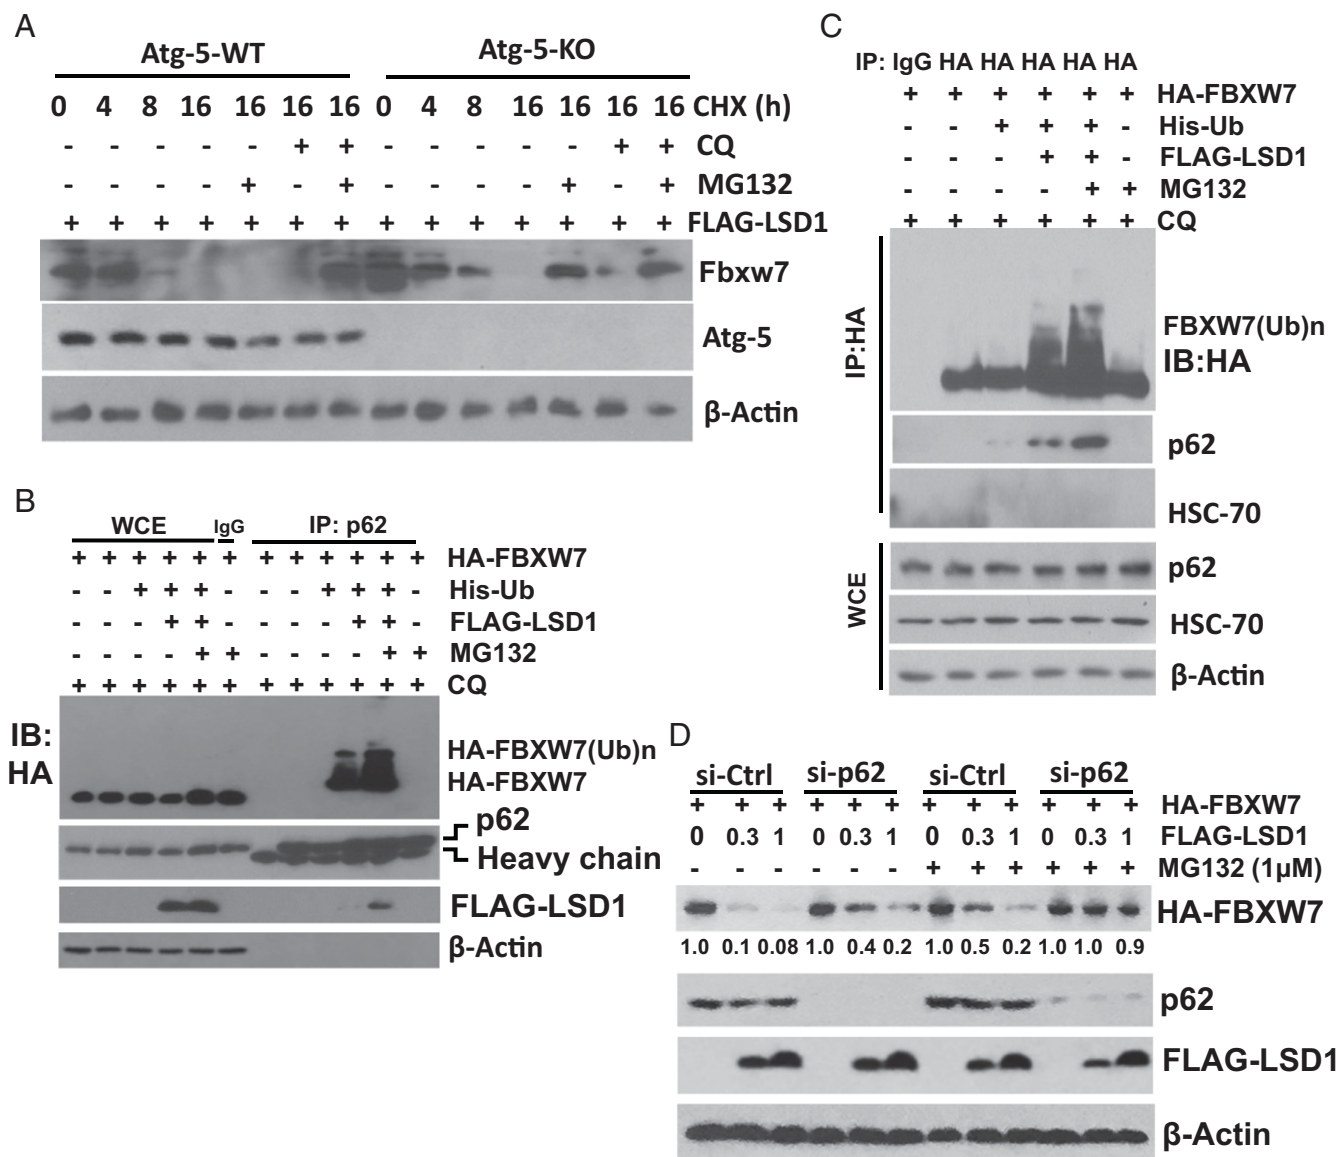 A
Atg-5-WT Atg-5-KO
0 4 8 16 16 16 16 0 4 8 16 16 16 16 CHX (h)
- - - - - + + - - - - - + + CQ
- - - - + - + - - - - + - + MG132
+ + + + + + + + + + + + + + FLAG-LSD1
Fbxw7
Atg-5
β-Actin
B
WCE IgG IP: p62
+ + + + + + + + + + + + HA-FBXW7
- - + + + - - - + + + - His-Ub
- - - + + - - - - + + - FLAG-LSD1
- - - - + + - - - - + + MG132
+ + + + + + + + + + + + CQ
IB:
HA
HA-FBXW7(Ub)n
HA-FBXW7
p62
Heavy chain
FLAG-LSD1
β-Actin
C
IP: IgG HA HA HA HA HA
+ + + + + + HA-FBXW7
- - + + + - His-Ub
- - - + + - FLAG-LSD1
- - - - + + MG132
+ + + + + + CQ
IP:HA
FBXW7(Ub)n
IB:HA
p62
HSC-70
WCE
p62
HSC-70
β-Actin
D
si-Ctrl si-p62 si-Ctrl si-p62
+ + + + + + + + + + + + HA-FBXW7
0 0.3 1 0 0.3 1 0 0.3 1 0 0.3 1 FLAG-LSD1
- - - - - - + + + + + + MG132 (1μM)
HA-FBXW7
1.0 0.1 0.08 1.0 0.4 0.2 1.0 0.5 0.2 1.0 1.0 0.9
p62
FLAG-LSD1
β-Actin